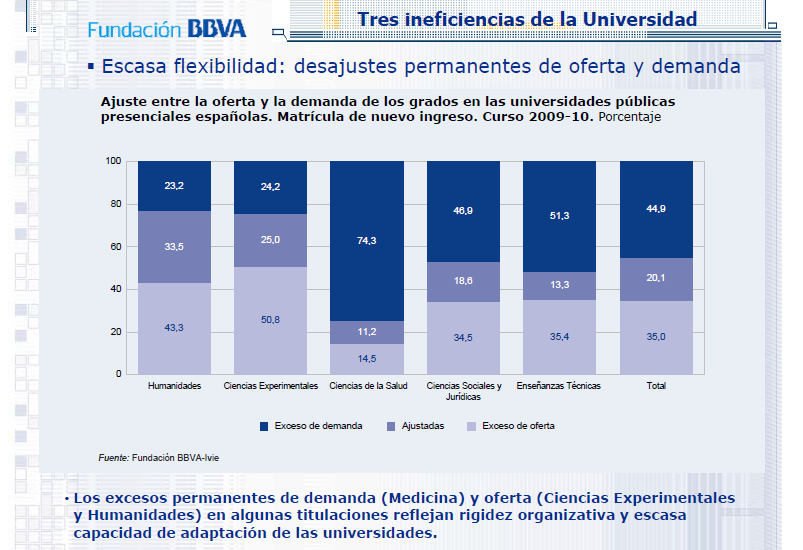 Fundación BBVA
Tres ineficiencias de la Universidad
▪ Escasa flexibilidad: desajustes permanentes de oferta y demanda
Ajuste entre la oferta y la demanda de los grados en las universidades públicas
presenciales españolas. Matrícula de nuevo ingreso. Curso 2009-10. Porcentaje
100
80
60
40
20
0
23,2
24,2
74,3
46,9
51,3
44,9
33,5
25,0
11,2
18,6
13,3
20,1
43,3
50,8
14,5
34,5
35,4
35,0
Humanidades
Ciencias Experimentales
Ciencias de la Salud
Ciencias Sociales y
Jurídicas
Enseñanzas Técnicas
Total
Exceso de demanda
Ajustadas
Exceso de oferta
Fuente: Fundación BBVA-Ivie
• Los excesos permanentes de demanda (Medicina) y oferta (Ciencias Experimentales
y Humanidades) en algunas titulaciones reflejan rigidez organizativa y escasa
capacidad de adaptación de las universidades.